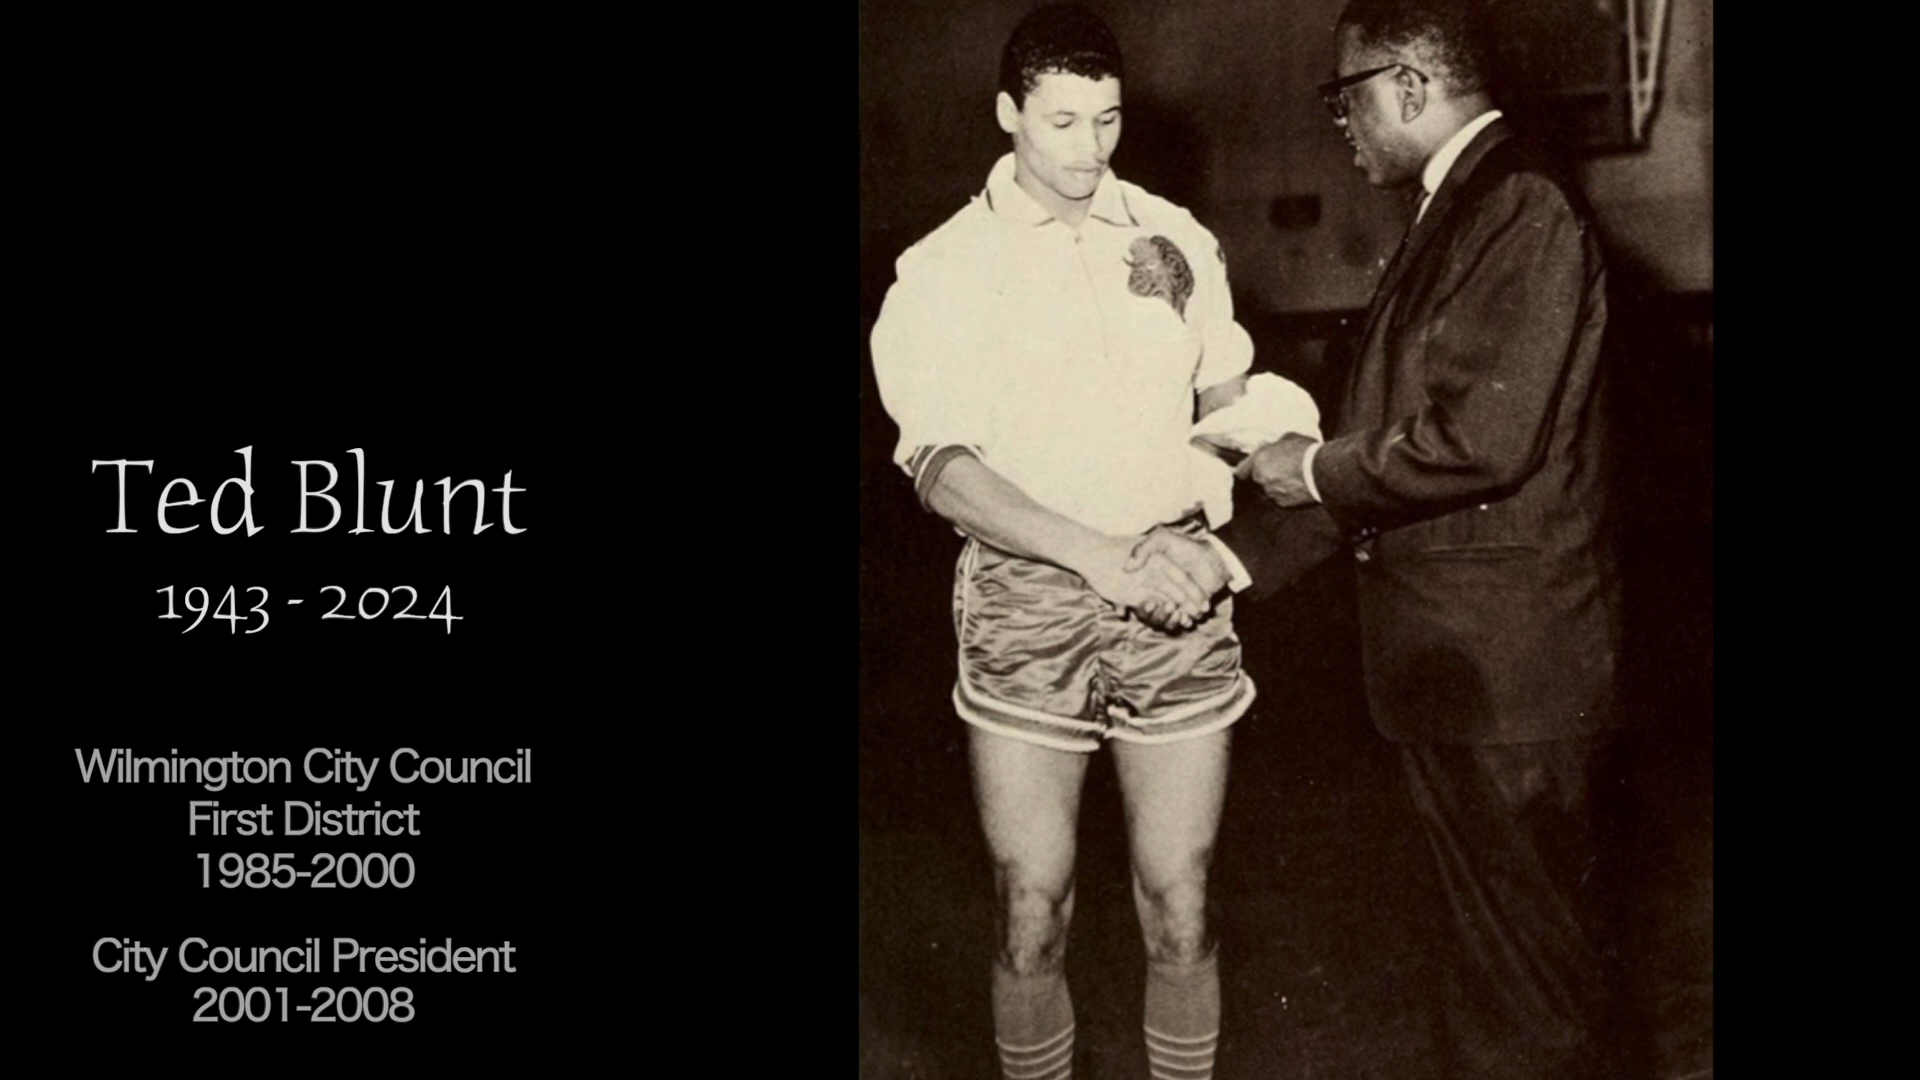 Ted Blunt
1943 - 2024
Wilmington City Council
First District
1985-2000
City Council President
2001-2008